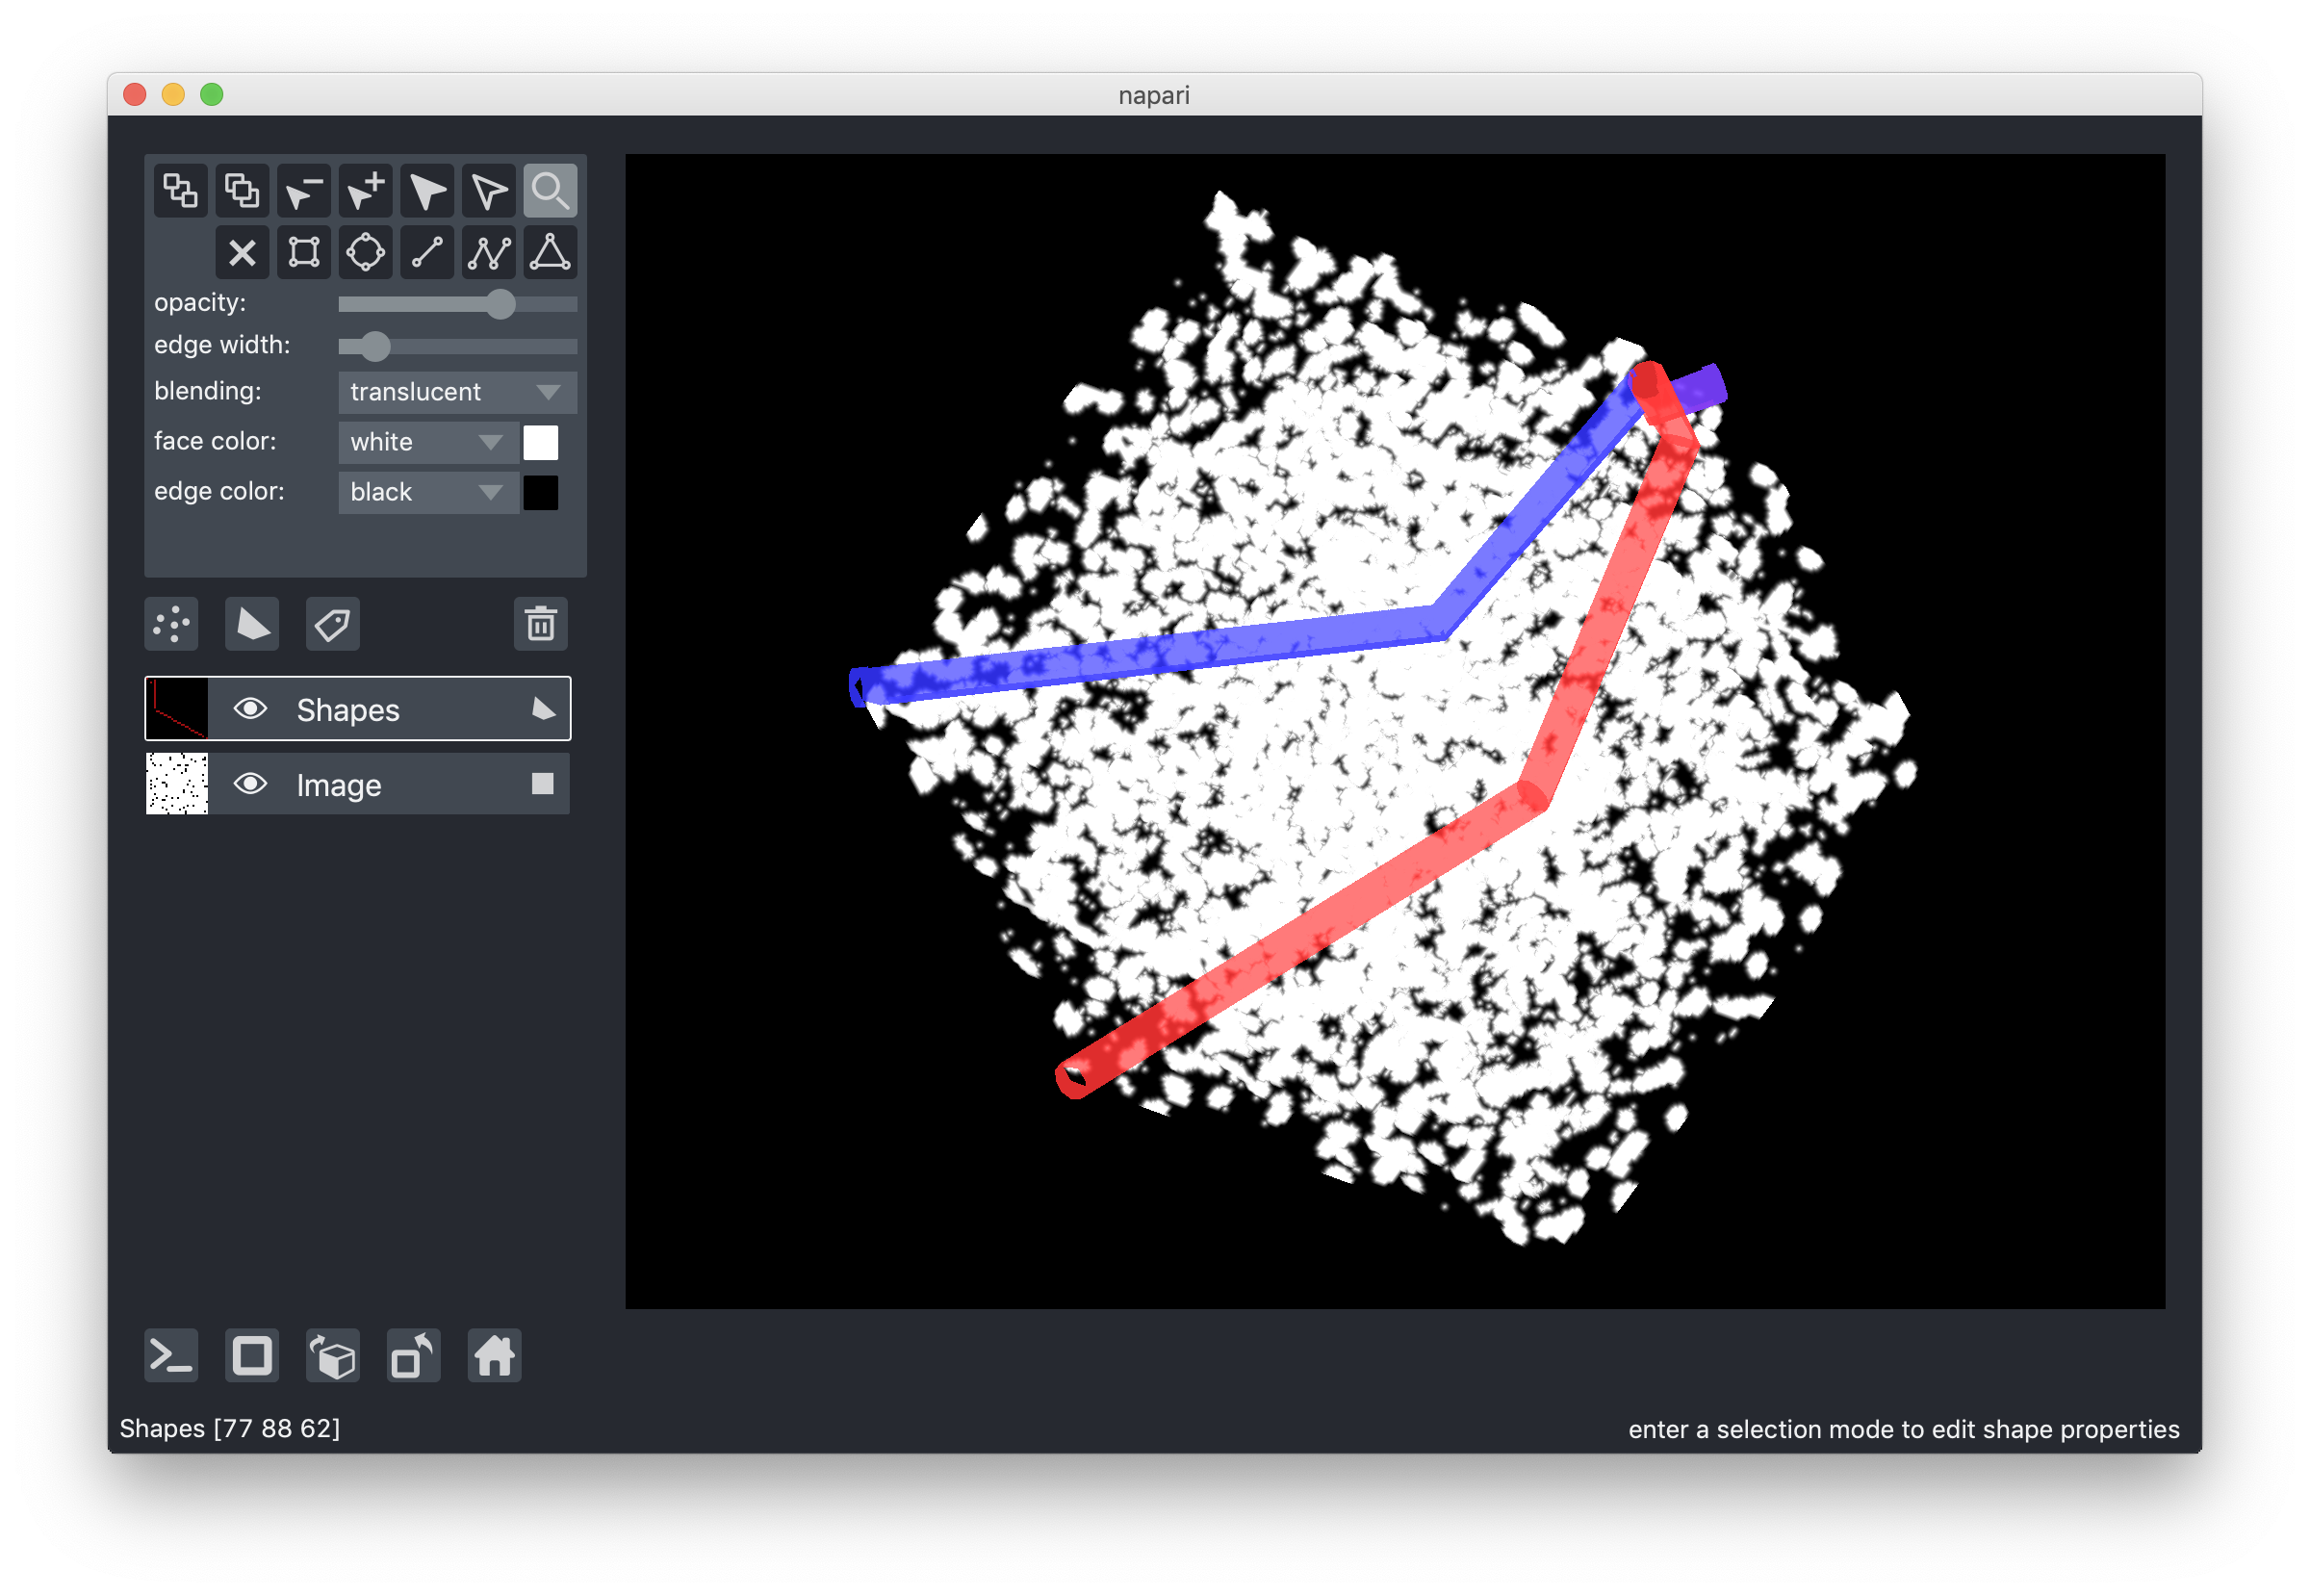 napari
opacity:
edge width:
blending: translucent
face color: white
edge color: black
Shapes
Image
Shapes [77 88 62]
enter a selection mode to edit shape properties